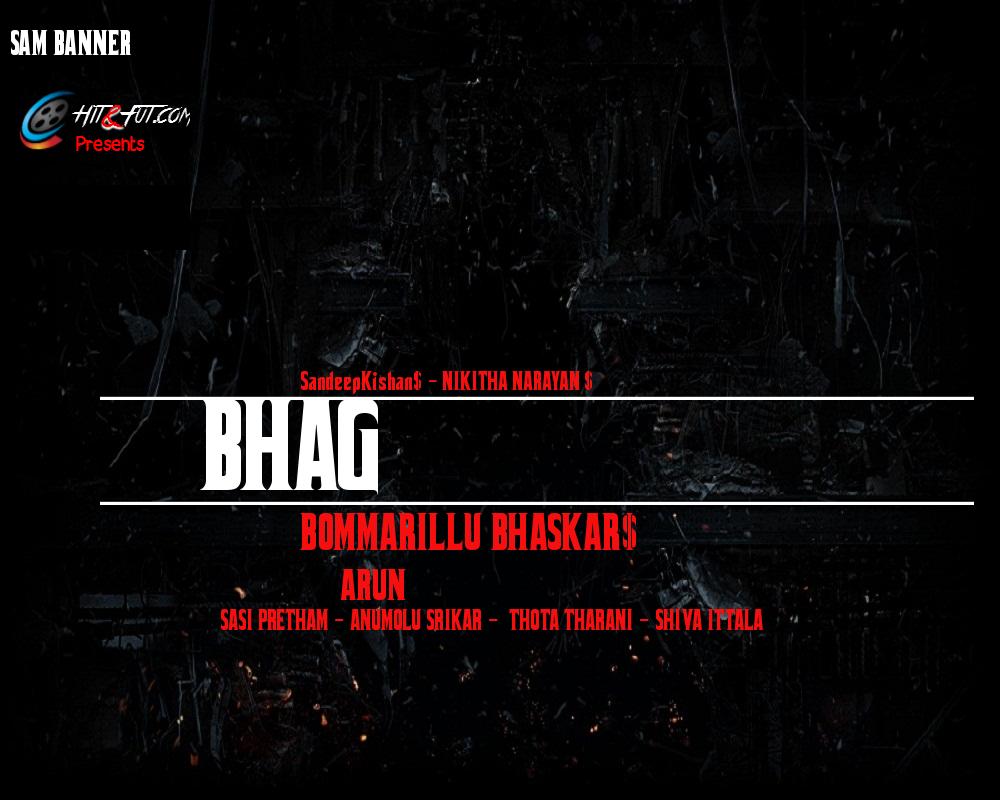 SAM BANNER
HIT&FUT.COM
Presents
SandeepKishan$ - NIKITHA NARAYAN $
BHAG
BOMMARILLU BHASKAR$
ARUN
SASI PRETHAM - ANUMOLU SRIKAR - THOTA THARANI - SHIVA ITTALA